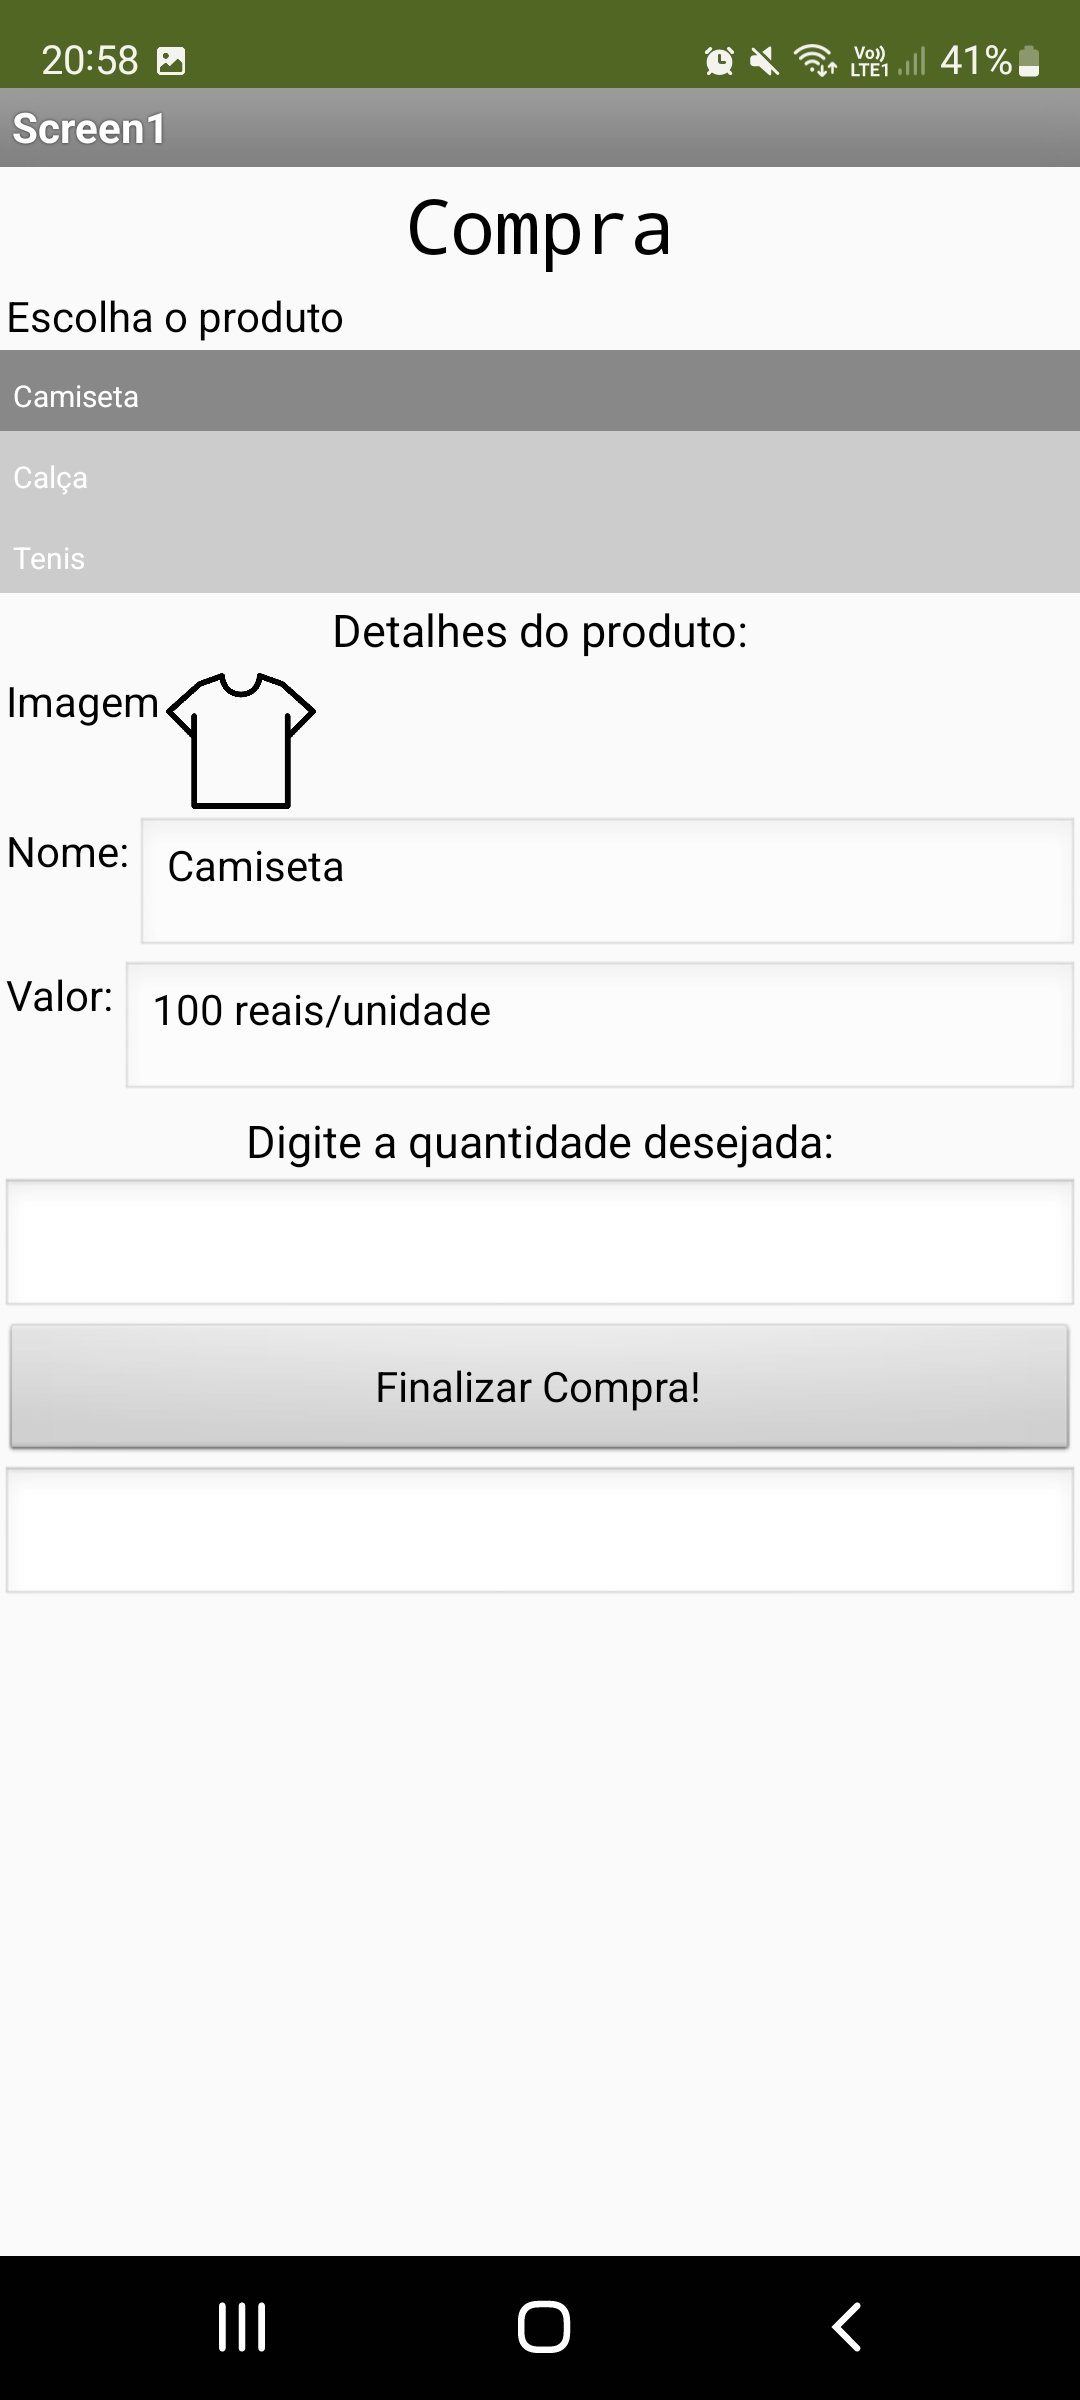 20:58 Vo)) LTE1 41%
Screen1
Compra
Escolha o produto
Camiseta
Calça
Tenis
Detalhes do produto:
Imagem
Nome: Camiseta
Valor: 100 reais/unidade
Digite a quantidade desejada:
Finalizar Compra!